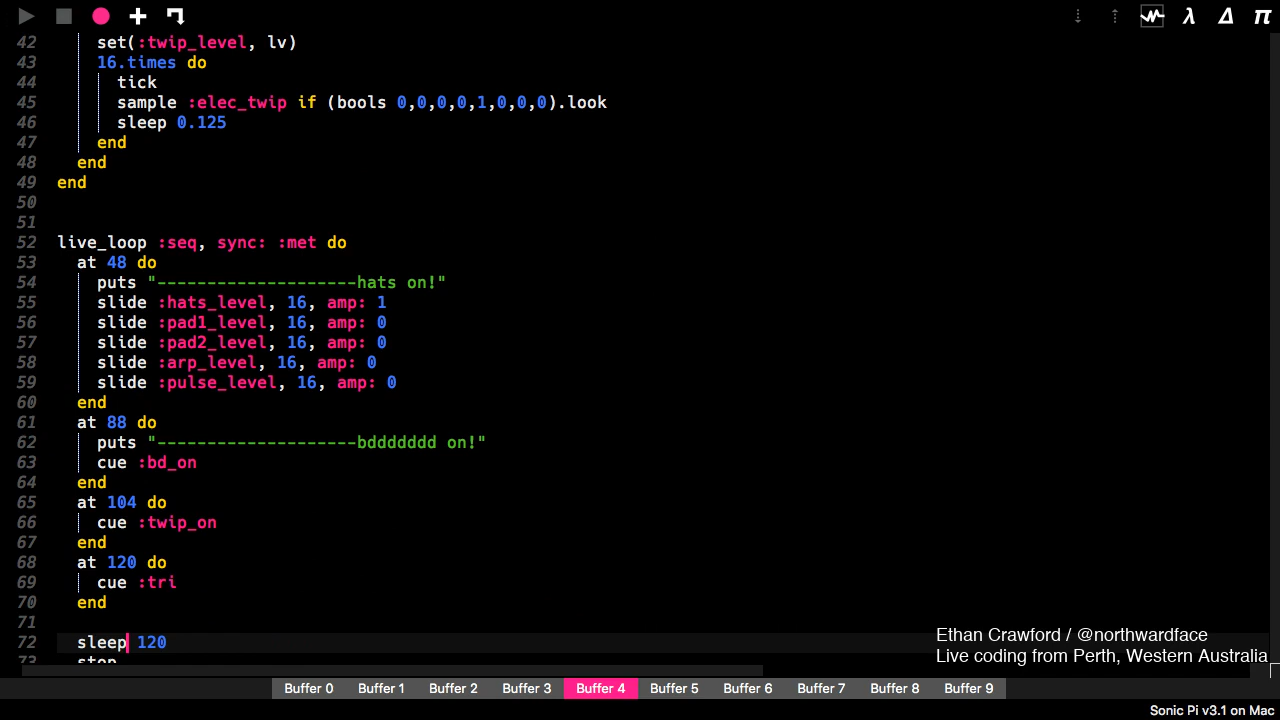 42 set(:twip_level, lv)
43 16.times do
44 tick
45 sample :elec_twip if (bools 0,0,0,0,1,0,0,0).look
46 sleep 0.125
47 end
48 end
49 end
50
51
52 live_loop :seq, sync: :met do
53 at 48 do
54 puts "--------------------hats on!"
55 slide :hats_level, 16, amp: 1
56 slide :pad1_level, 16, amp: 0
57 slide :pad2_level, 16, amp: 0
58 slide :arp_level, 16, amp: 0
59 slide :pulse_level, 16, amp: 0
60 end
61 at 88 do
62 puts "--------------------bddddddd on!"
63 cue :bd_on
64 end
65 at 104 do
66 cue :twip_on
67 end
68 at 120 do
69 cue :tri
70 end
71
72 sleep 120
73 stop
Ethan Crawford / @northwardface
Live coding from Perth, Western Australia
Buffer 0 Buffer 1 Buffer 2 Buffer 3 Buffer 4 Buffer 5 Buffer 6 Buffer 7 Buffer 8 Buffer 9
Sonic Pi v3.1 on Mac